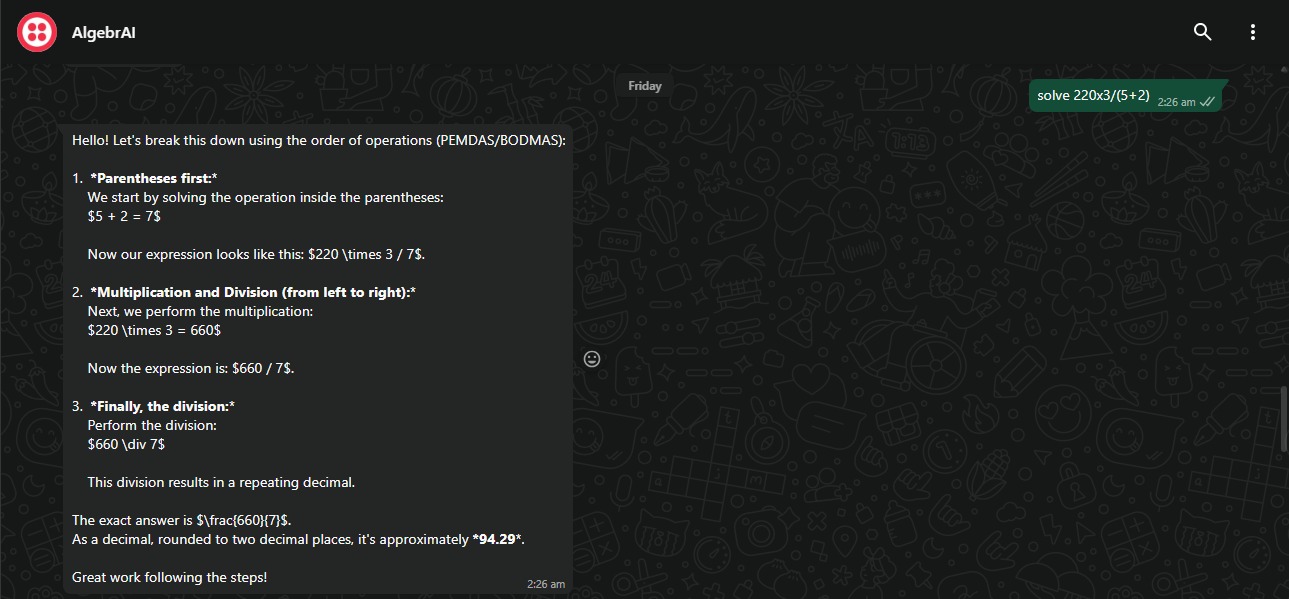 AlgebrAI
Friday
solve 220x3/(5+2) 2:26 am
Hello! Let's break this down using the order of operations (PEMDAS/BODMAS):
1. *Parentheses first:*
We start by solving the operation inside the parentheses:
$5 + 2 = 7$
Now our expression looks like this: $220 \times 3 / 7$.
2. *Multiplication and Division (from left to right):*
Next, we perform the multiplication:
$220 \times 3 = 660$
Now the expression is: $660 / 7$.
3. *Finally, the division:*
Perform the division:
$660 \div 7$
This division results in a repeating decimal.
The exact answer is $\frac{660}{7}$.
As a decimal, rounded to two decimal places, it's approximately *94.29*.
Great work following the steps!
2:26 am